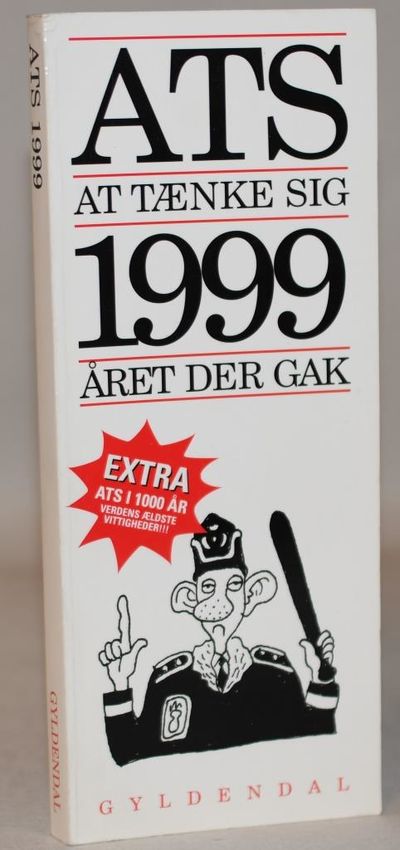 ATS
AT TÆNKE SIG
1999
ÅRET DER GAK
EXTRA
ATS I 1000 ÅR
VERDENS ÆLDSTE
VITTIGHEDER!!!
GYLDENDAL
ATS 1999
GYLDENDAL